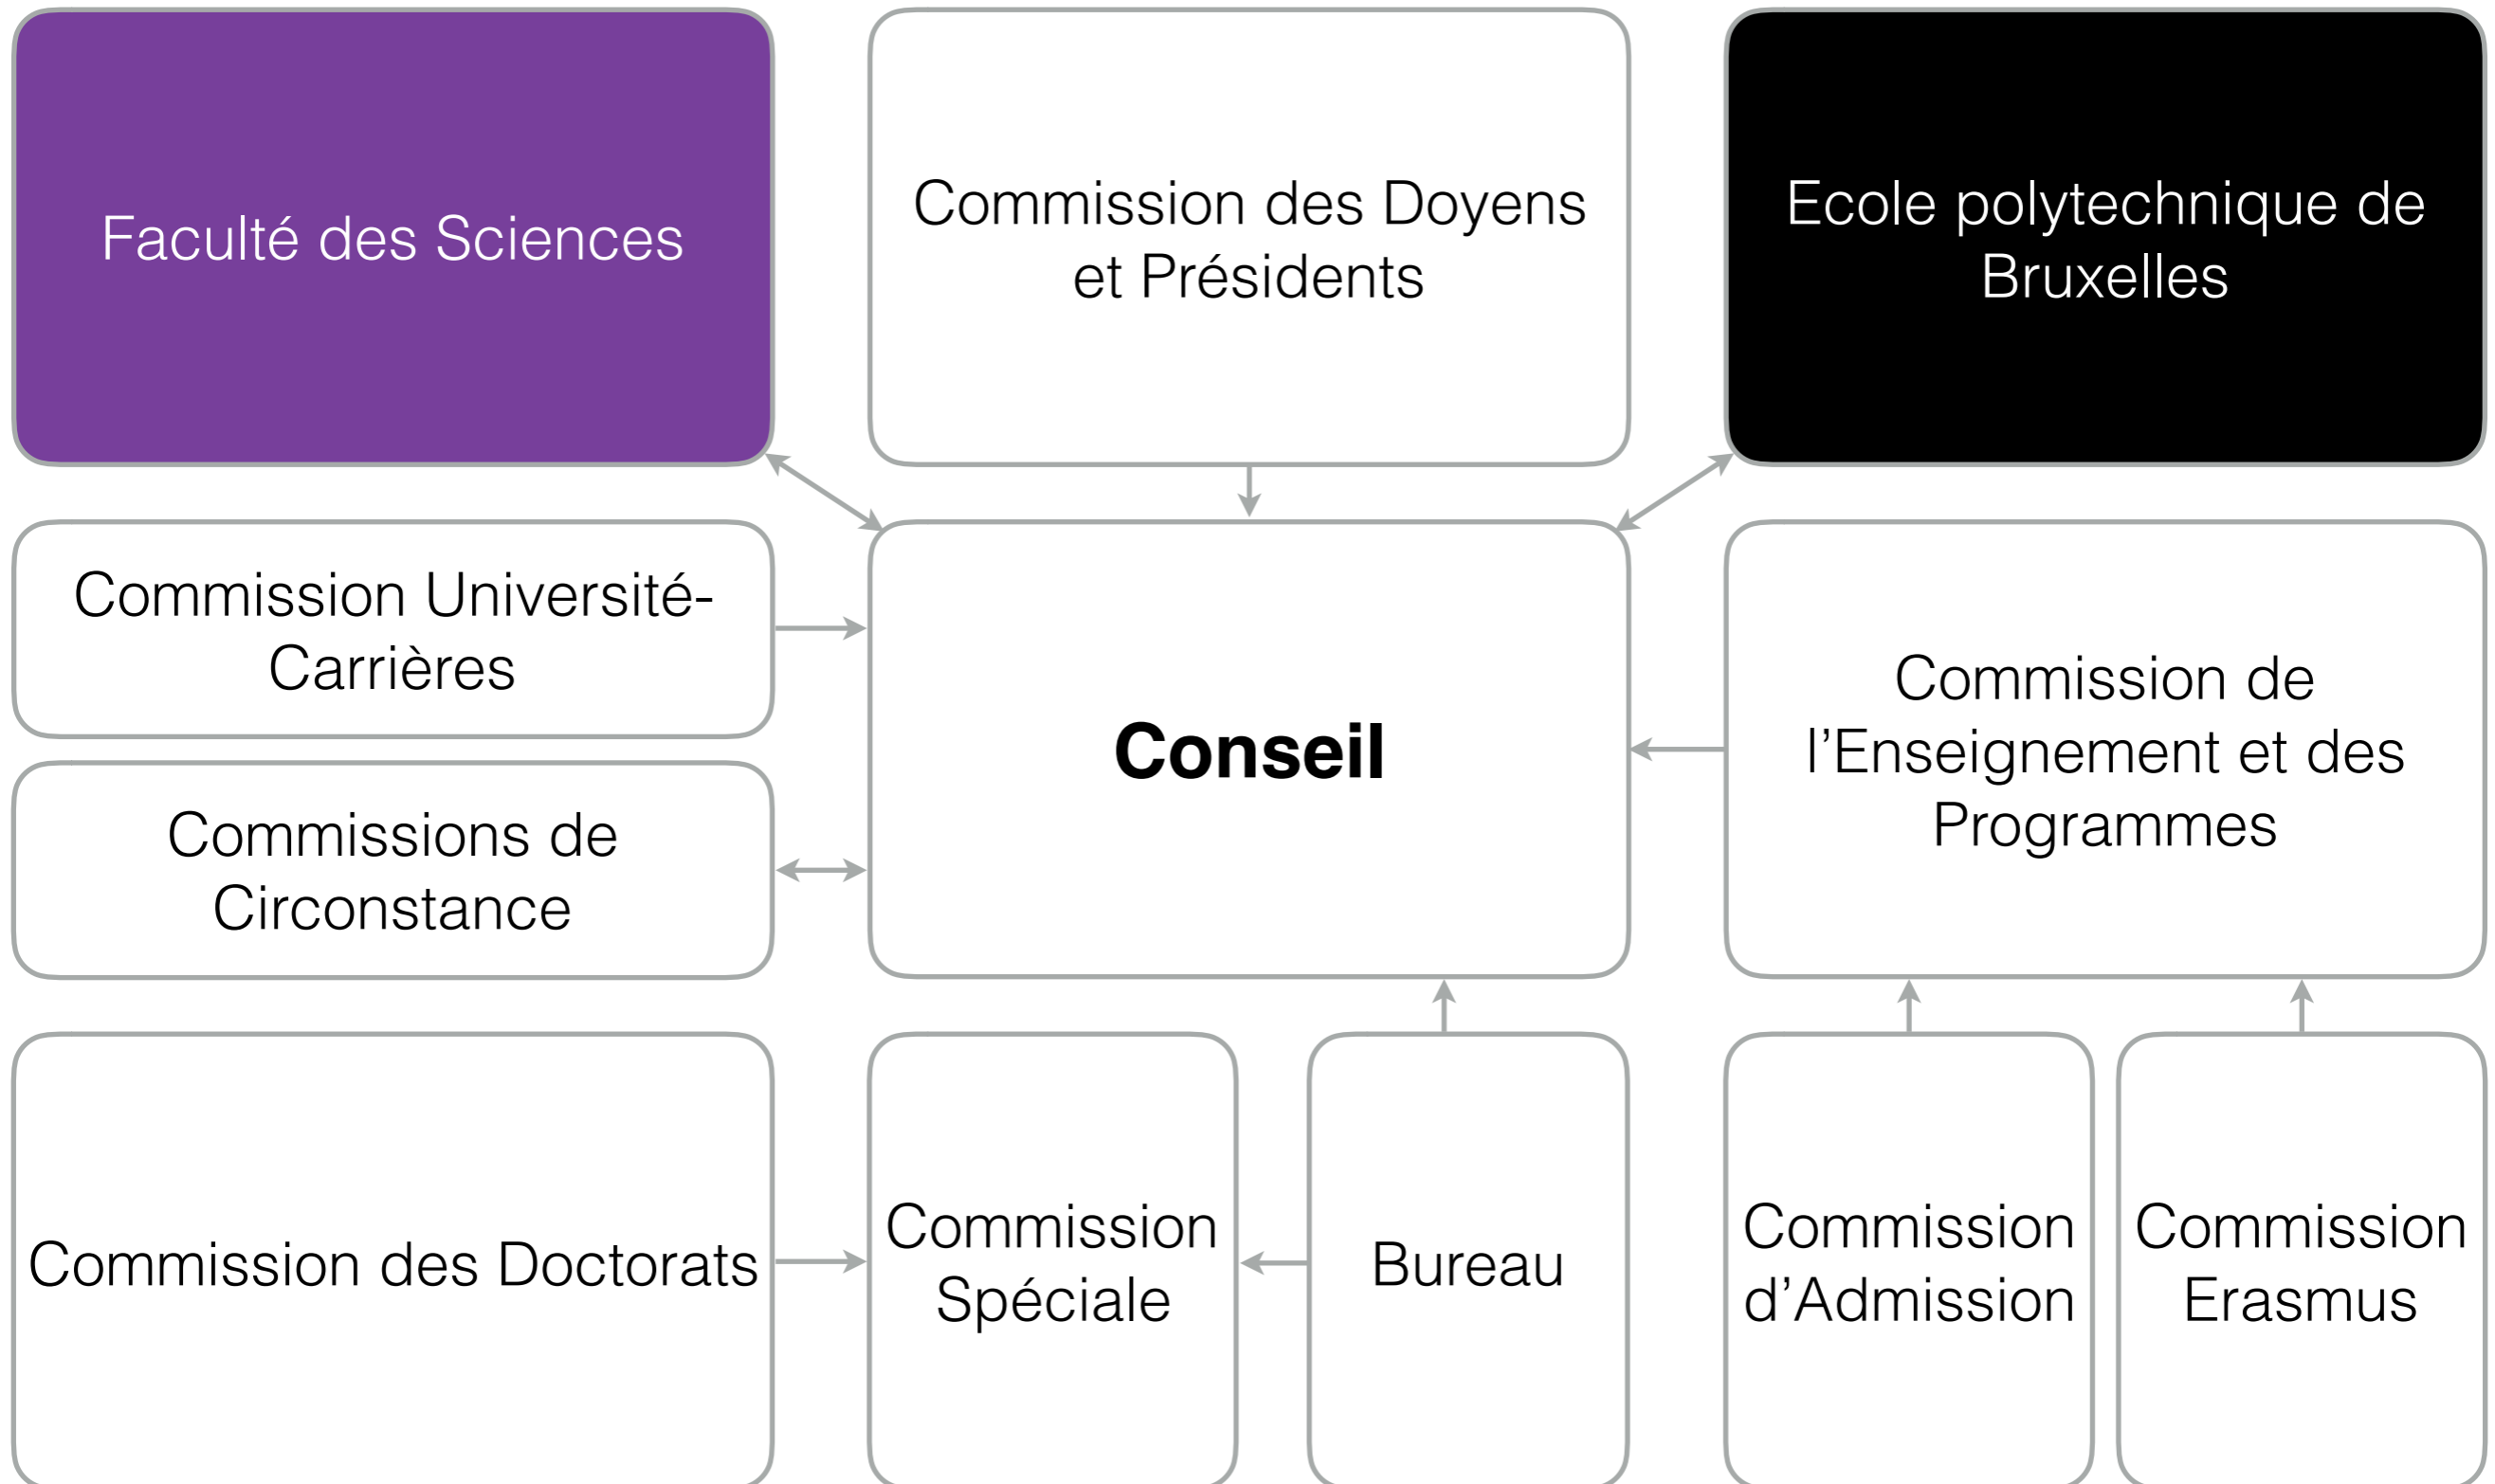 Faculté des Sciences
Commission des Doyens
et Présidents
Ecole polytechnique de
Bruxelles
Commission Université-
Carrières
Commissions de
Circonstance
Conseil
Commission de
l’Enseignement et des
Programmes
Commission des Doctorats
Commission
Spéciale
Bureau
Commission
d’Admission
Commission
Erasmus